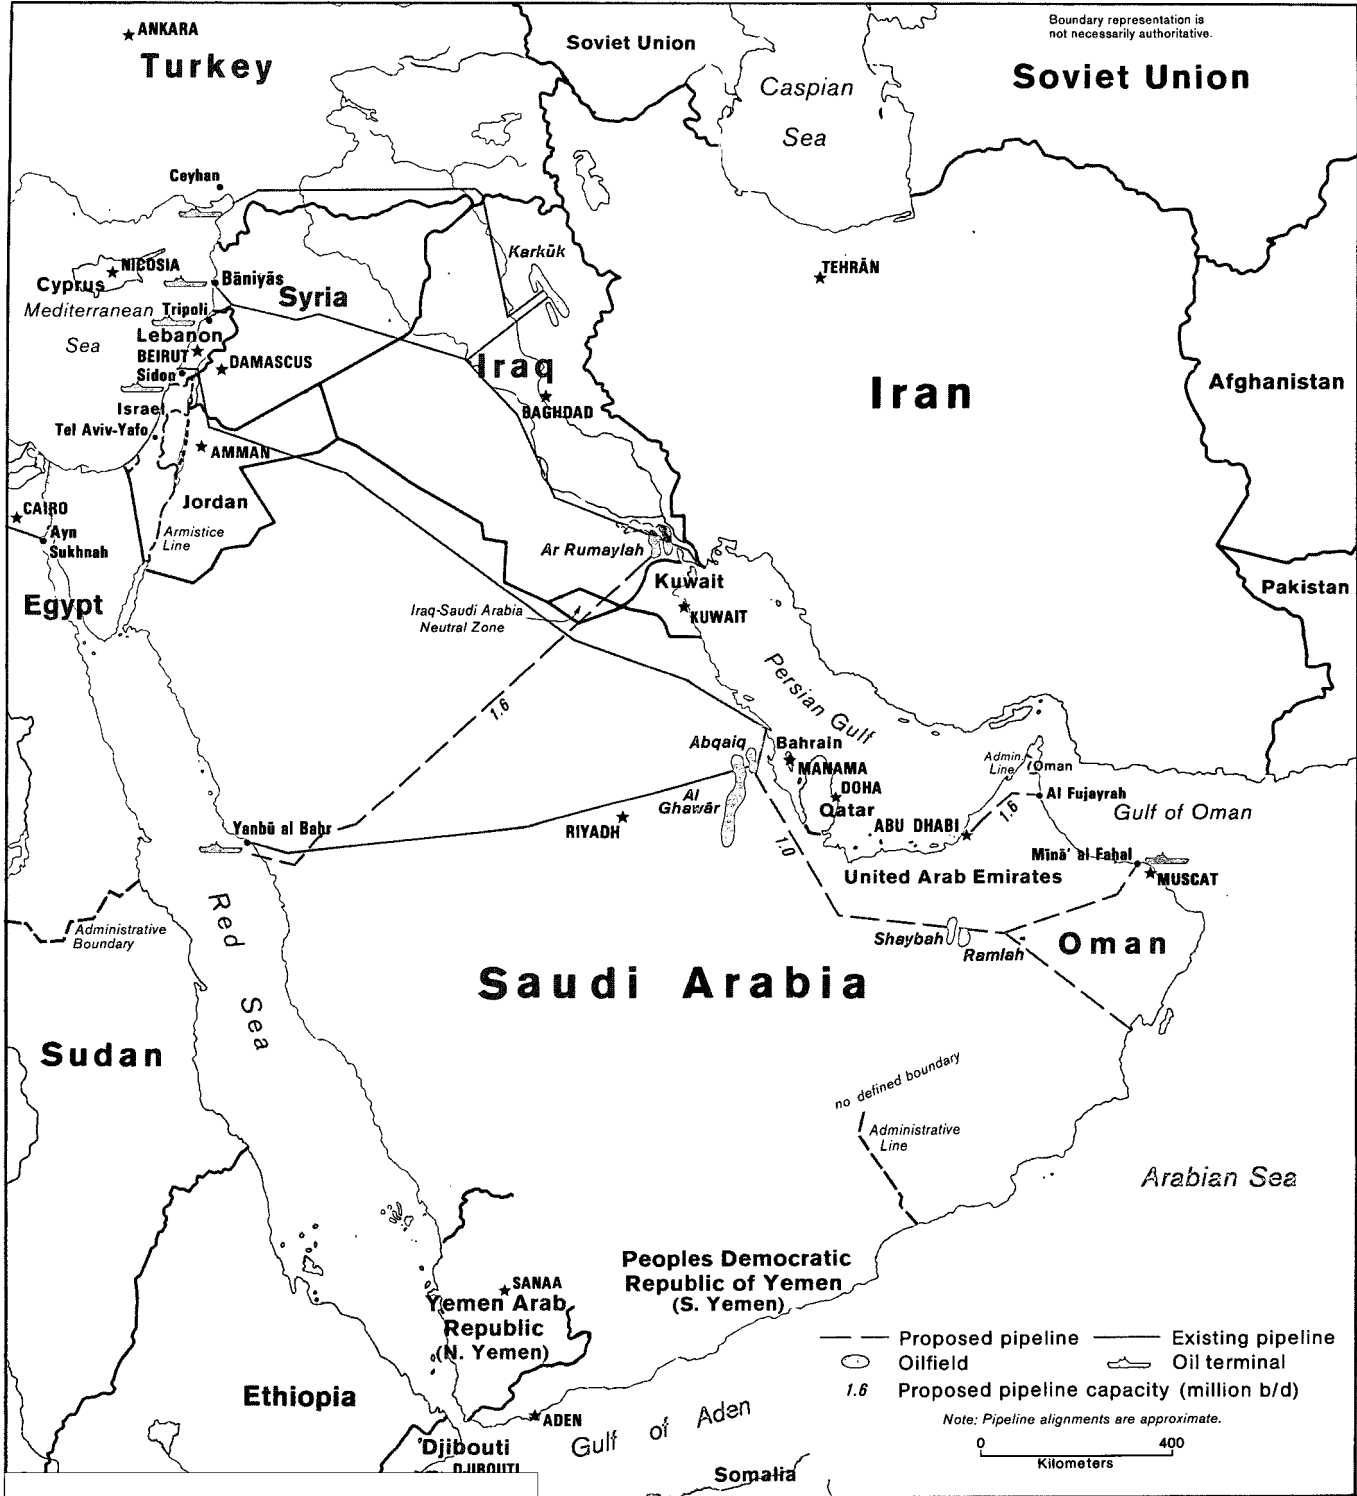 Boundary representation is
not necessarily authoritative.
ANKARA
Turkey
Soviet Union
Soviet Union
Caspian
Sea
Ceyhan
Karkūk
NICOSIA
Cyprus
Bāniyās
TEHRĀN
Mediterranean
Sea
Tripoli
Syria
Lebanon
BEIRUT
Sidon
DAMASCUS
Iraq
Iran
Afghanistan
Israel
BAGHDAD
Tel Aviv-Yafo
AMMAN
Jordan
CAIRO
Ayn
Sukhnah
Armistice
Line
Ar Rumaylah
Kuwait
KUWAIT
Pakistan
Egypt
Iraq-Saudi Arabia
Neutral Zone
Persian Gulf
1.6
Abqaiq
Bahrain
MANAMA
Admin.
Line
Oman
DOHA
Qatar
Al
Ghawār
Al Fujayrah
Gulf of Oman
1.6
Yanbū al Bahr
RIYADH
ABU DHABI
1.0
Mīnā' al Fahal
MUSCAT
United Arab Emirates
Red Sea
Administrative
Boundary
Shaybah
Ramlah
Oman
Saudi Arabia
Sudan
no defined boundary
Administrative
Line
Arabian Sea
Peoples Democratic
Republic of Yemen
(S. Yemen)
SANAA
Yemen Arab
Republic
(N. Yemen)
Proposed pipeline
Existing pipeline
Oilfield
Oil terminal
1.6 Proposed pipeline capacity (million b/d)
Note: Pipeline alignments are approximate.
0 400
Kilometers
Ethiopia
ADEN
Gulf of Aden
Djibouti
DJIBOUTI
Somalia